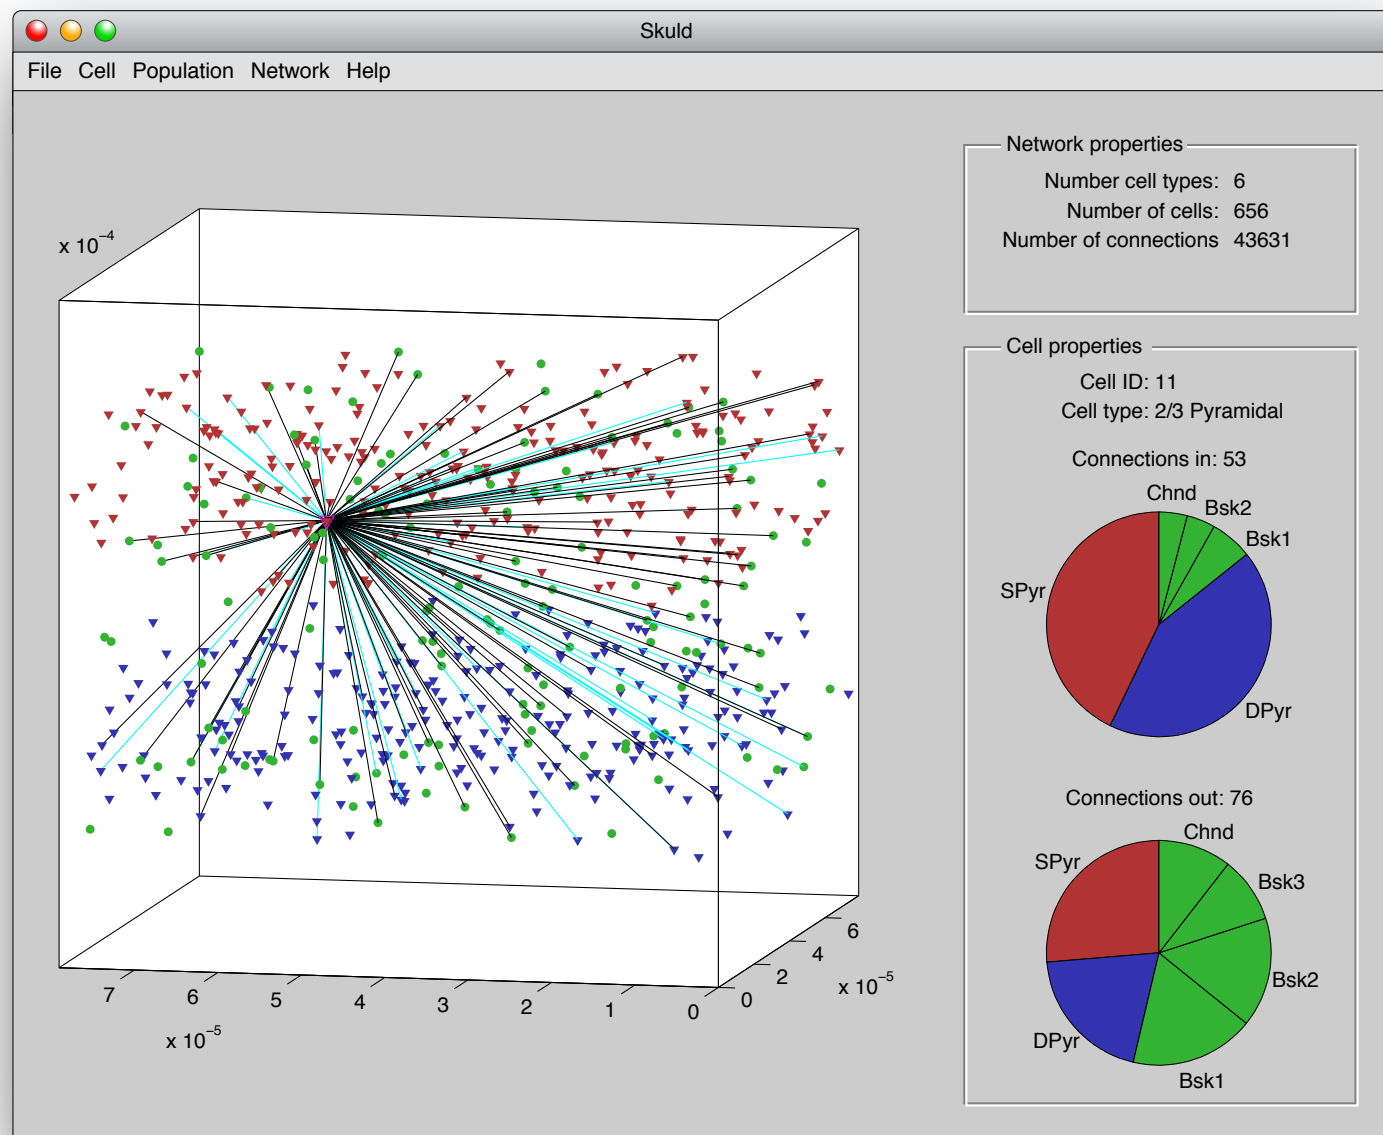 Skuld
File Cell Population Network Help
x 10−4
7 6 5 4 3 2 1 0
x 10−5
0 2 4 6
x 10−5
Network properties
Number cell types: 6
Number of cells: 656
Number of connections 43631
Cell properties
Cell ID: 11
Cell type: 2/3 Pyramidal
Connections in: 53
Chnd
Bsk2
Bsk1
SPyr
DPyr
Connections out: 76
Chnd
SPyr
Bsk3
Bsk2
DPyr
Bsk1